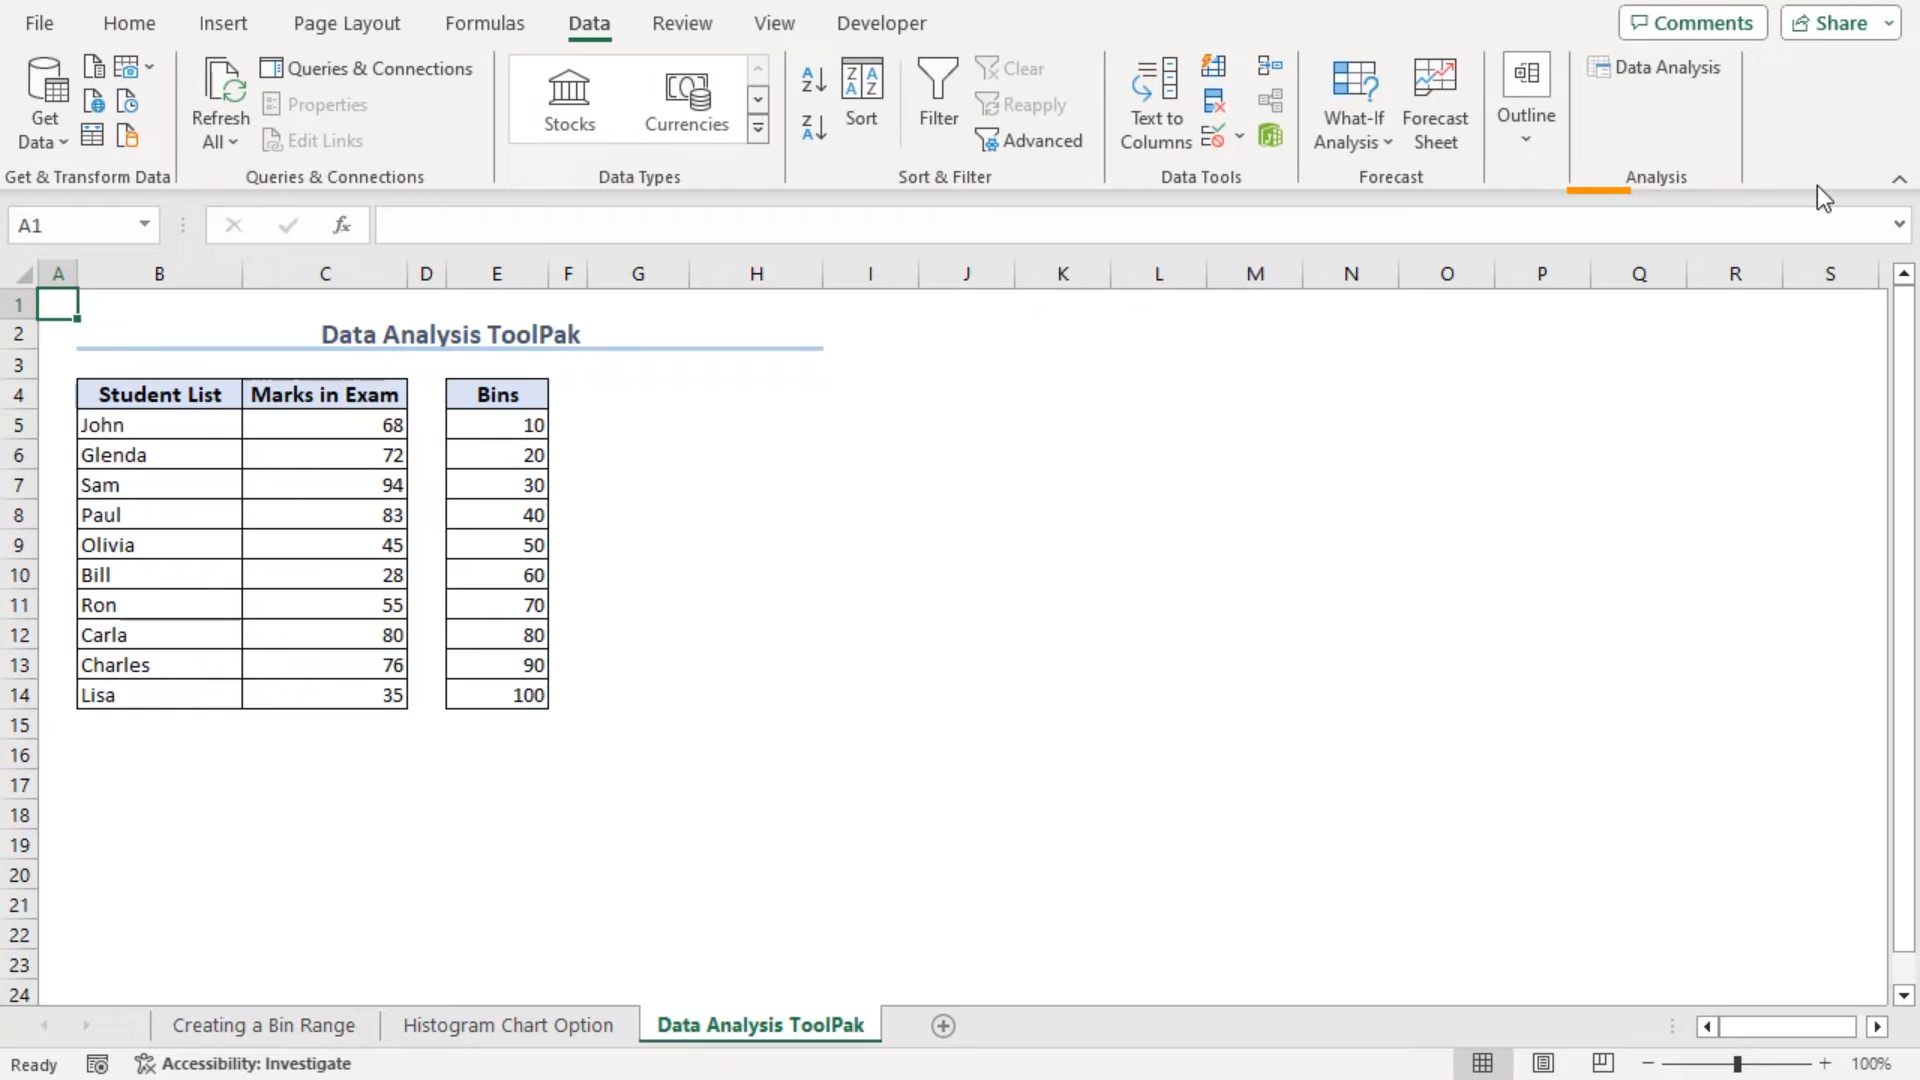 File Home Insert Page Layout Formulas Data Review View Developer Comments Share
Get Data
Refresh All
Queries & Connections
Properties
Edit Links
Stocks Currencies
Sort
Filter
Clear
Reapply
Advanced
Text to Columns
What-If Analysis
Forecast Sheet
Outline
Data Analysis
Get & Transform Data Queries & Connections Data Types Sort & Filter Data Tools Forecast Analysis
A1 fx
A B C D E F G H I J K L M N O P Q R S
1
2 Data Analysis ToolPak
3
4 Student List Marks in Exam Bins
5 John 68 10
6 Glenda 72 20
7 Sam 94 30
8 Paul 83 40
9 Olivia 45 50
10 Bill 28 60
11 Ron 55 70
12 Carla 80 80
13 Charles 76 90
14 Lisa 35 100
15
16
17
18
19
20
21
22
23
24
Creating a Bin Range Histogram Chart Option Data Analysis ToolPak
Ready Accessibility: Investigate 100%